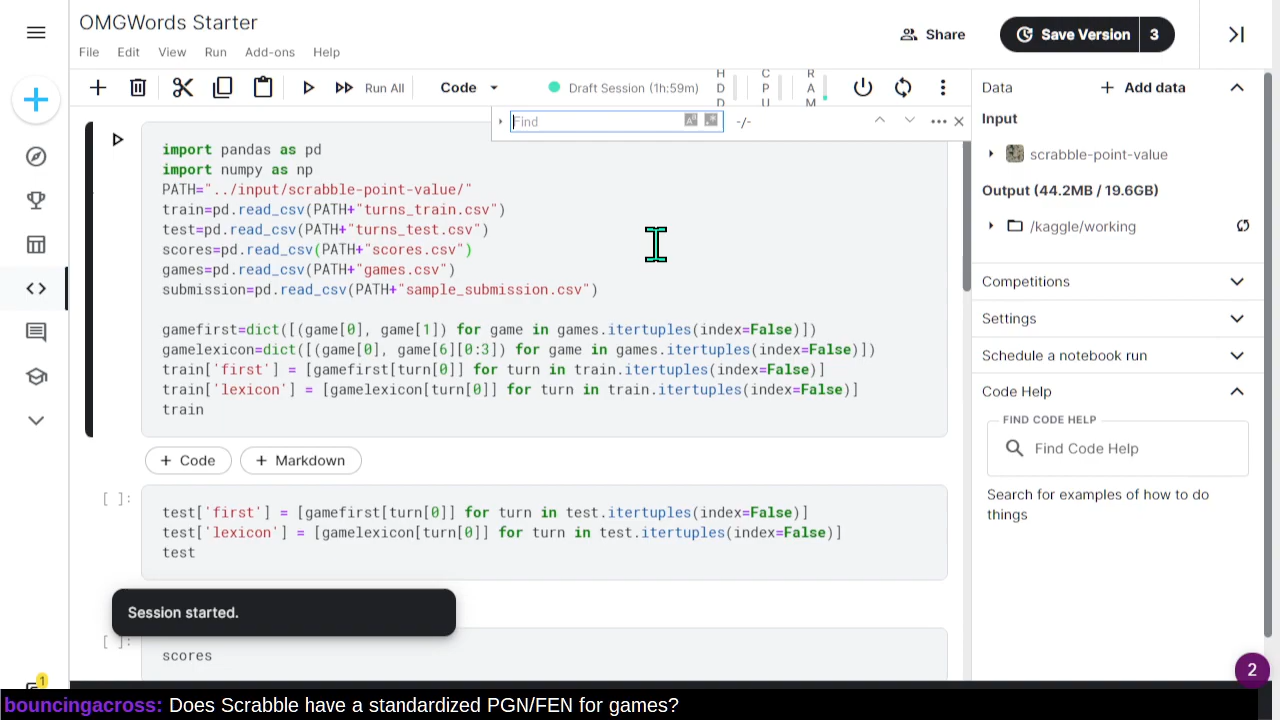 OMGWords Starter
Share
Save Version
3
File
Edit
View
Run
Add-ons
Help
Run All
Code
Draft Session (1h:59m)
HDD
CPU
RAM
Find
-/-
import pandas as pd
import numpy as np
PATH="../input/scrabble-point-value/"
train=pd.read_csv(PATH+"turns_train.csv")
test=pd.read_csv(PATH+"turns_test.csv")
scores=pd.read_csv(PATH+"scores.csv")
games=pd.read_csv(PATH+"games.csv")
submission=pd.read_csv(PATH+"sample_submission.csv")
gamefirst=dict([(game[0], game[1]) for game in games.itertuples(index=False)])
gamelexicon=dict([(game[0], game[6][0:3]) for game in games.itertuples(index=False)])
train['first'] = [gamefirst[turn[0]] for turn in train.itertuples(index=False)]
train['lexicon'] = [gamelexicon[turn[0]] for turn in train.itertuples(index=False)]
train
+ Code
+ Markdown
[ ]:
test['first'] = [gamefirst[turn[0]] for turn in test.itertuples(index=False)]
test['lexicon'] = [gamelexicon[turn[0]] for turn in test.itertuples(index=False)]
test
Session started.
[ ]:
scores
Data
+ Add data
Input
scrabble-point-value
Output (44.2MB / 19.6GB)
/kaggle/working
Competitions
Settings
Schedule a notebook run
Code Help
FIND CODE HELP
Find Code Help
Search for examples of how to do
things
1
2
bouncingacross: Does Scrabble have a standardized PGN/FEN for games?